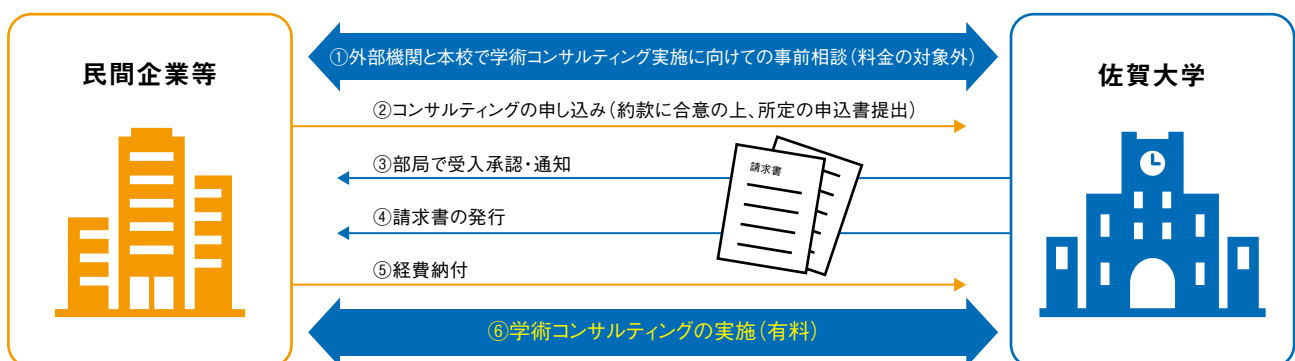 民間企業等
①外部機関と本校で学術コンサルティング実施に向けての事前相談（料金の対象外）
佐賀大学
②コンサルティングの申し込み（約款に合意の上、所定の申込書提出）
③部局で受入承認・通知
請求書
④請求書の発行
⑤経費納付
⑥学術コンサルティングの実施（有料）